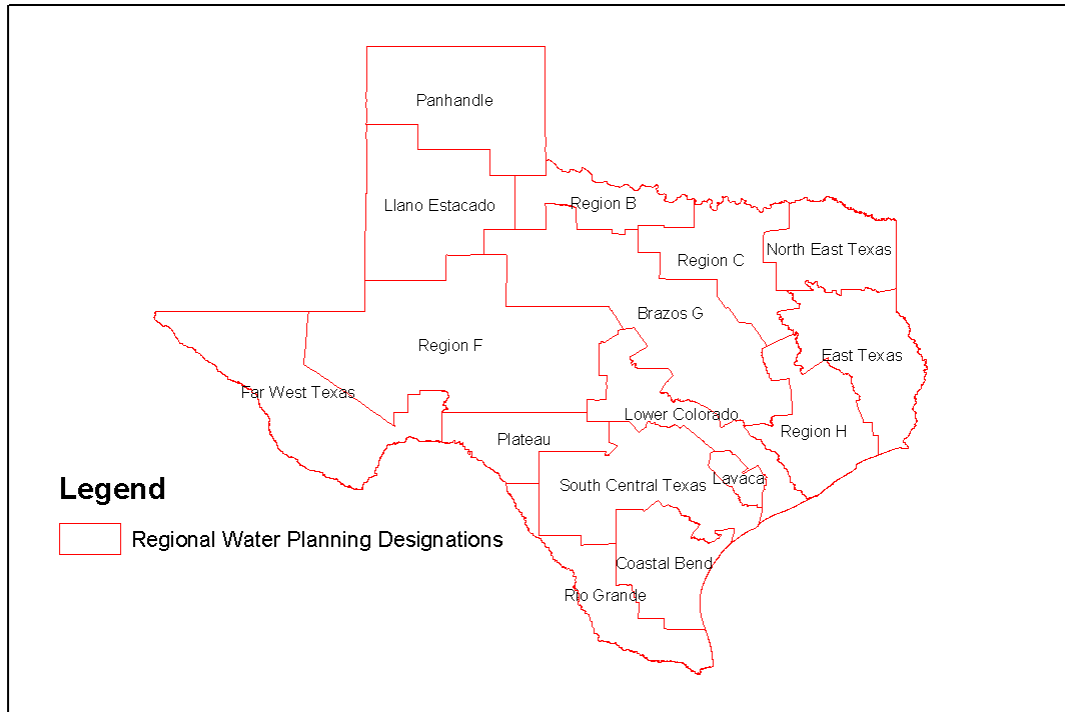 Panhandle
Llano Estacado
Region B
North East Texas
Region C
Brazos G
Region F
East Texas
Far West Texas
Lower Colorado
Region H
Plateau
Lavaca
South Central Texas
Legend
Regional Water Planning Designations
Coastal Bend
Rio Grande